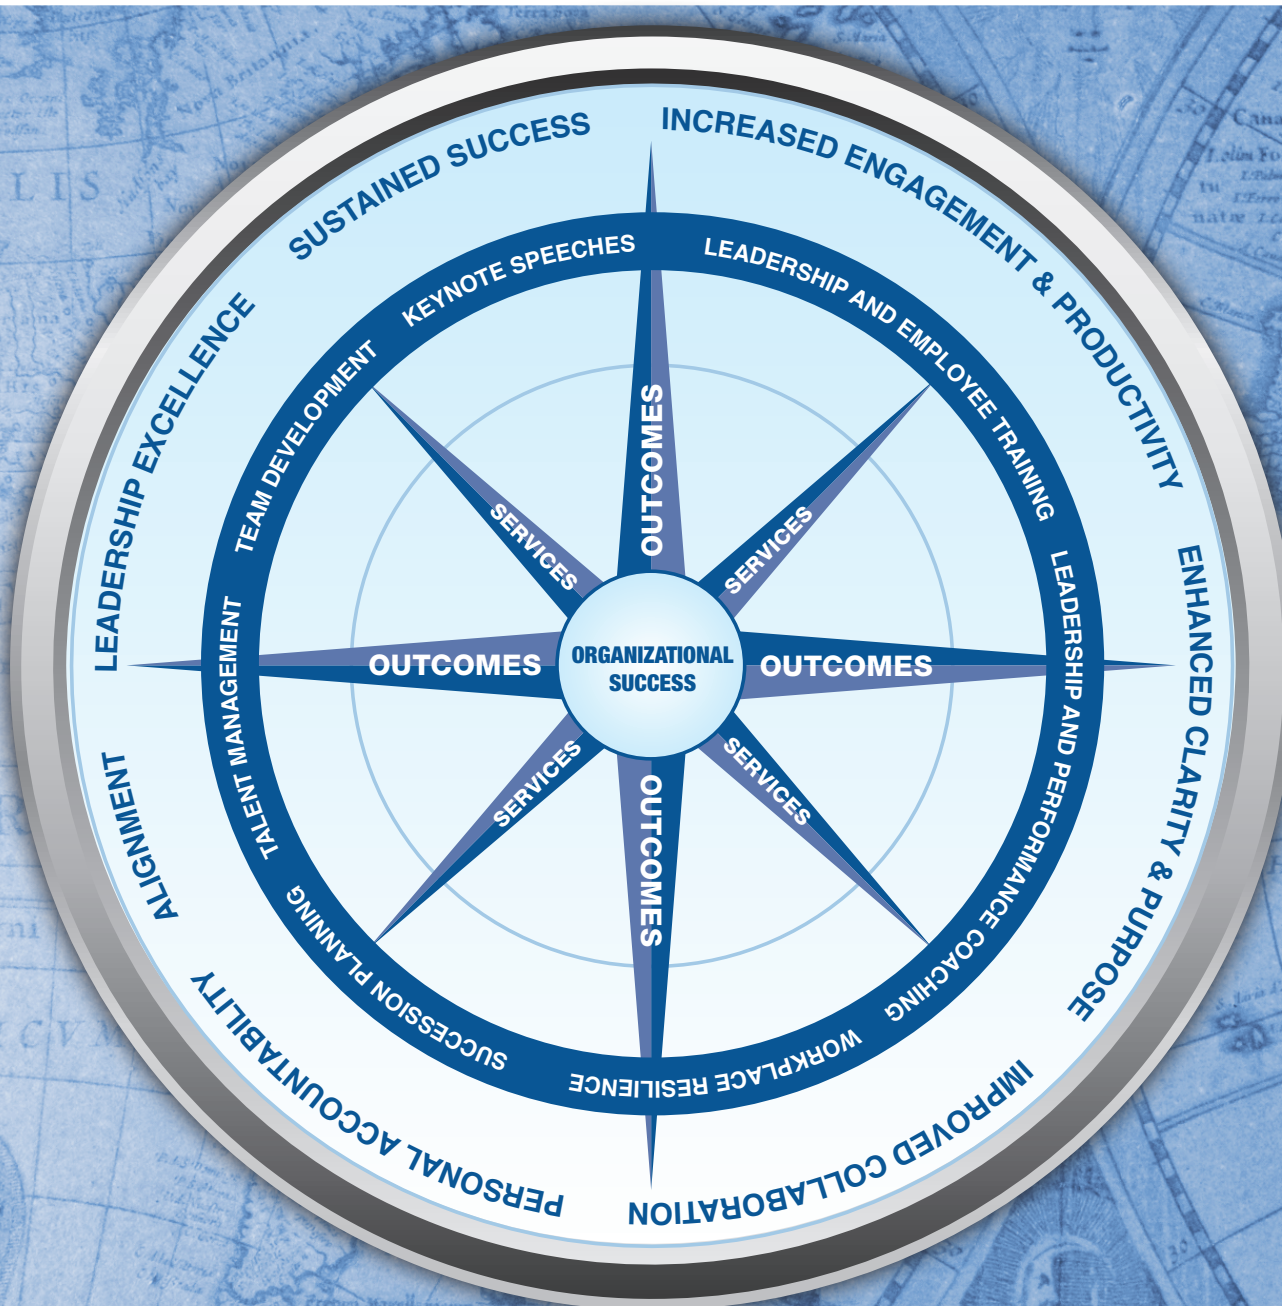 INCREASED ENGAGEMENT & PRODUCTIVITY
ENHANCED CLARITY & PURPOSE
IMPROVED COLLABORATION
PERSONAL ACCOUNTABILITY
ALIGNMENT
LEADERSHIP EXCELLENCE
SUSTAINED SUCCESS
LEADERSHIP AND EMPLOYEE TRAINING
LEADERSHIP AND PERFORMANCE COACHING
WORKPLACE RESILIENCE
SUCCESSION PLANNING
TALENT MANAGEMENT
TEAM DEVELOPMENT
KEYNOTE SPEECHES
OUTCOMES
SERVICES
OUTCOMES
SERVICES
OUTCOMES
SERVICES
OUTCOMES
SERVICES
ORGANIZATIONAL
SUCCESS